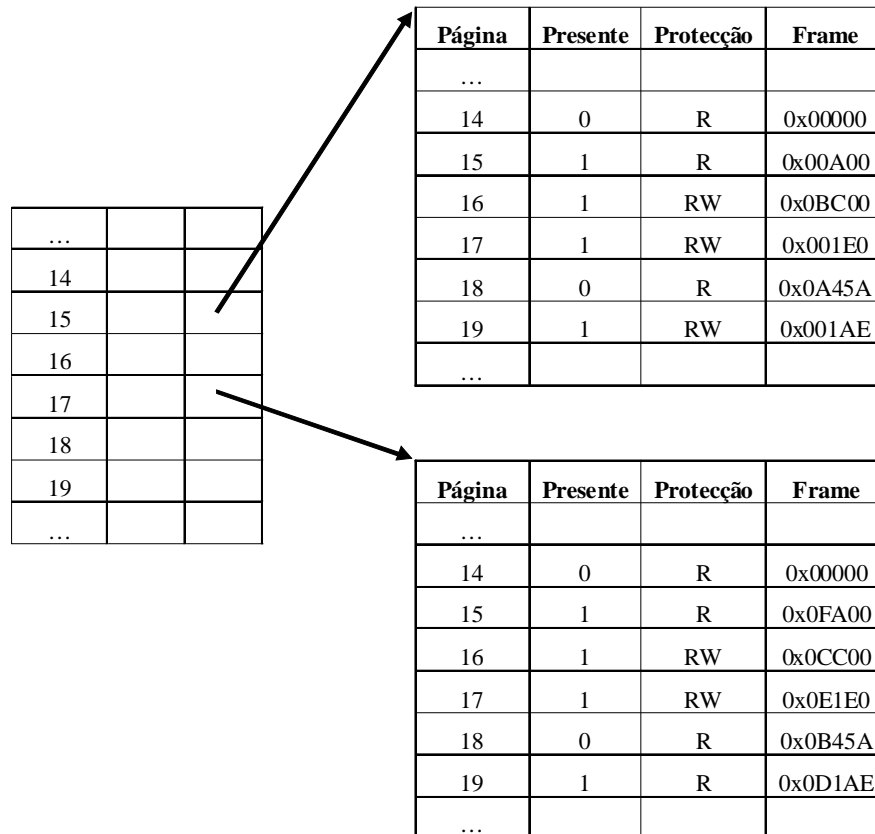 Página Presente Protecção Frame
…
14 0 R 0x00000
15 1 R 0x00A00
16 1 RW 0x0BC00
17 1 RW 0x001E0
18 0 R 0x0A45A
19 1 RW 0x001AE
…
…
14
15
16
17
18
19
…
Página Presente Protecção Frame
…
14 0 R 0x00000
15 1 R 0x0FA00
16 1 RW 0x0CC00
17 1 RW 0x0E1E0
18 0 R 0x0B45A
19 1 R 0x0D1AE
…